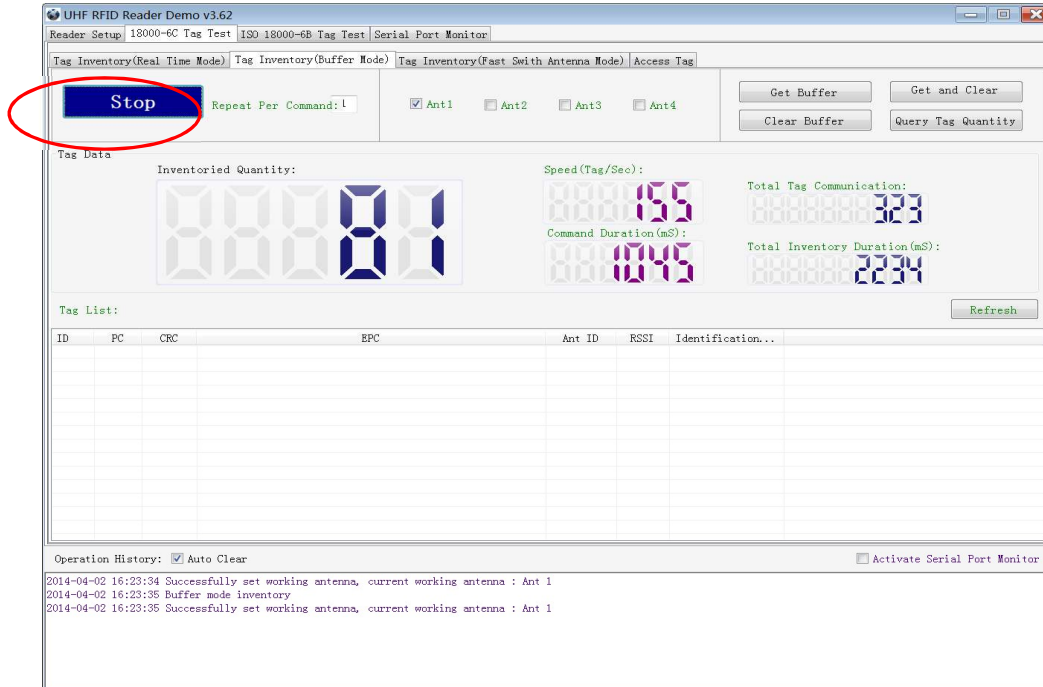 UHF RFID Reader Demo v3.62
Reader Setup 18000-6C Tag Test ISO 18000-6B Tag Test Serial Port Monitor
Tag Inventory(Real Time Mode) Tag Inventory(Buffer Mode) Tag Inventory(Fast Swith Antenna Mode) Access Tag
Stop Repeat Per Command: 1 Ant1 Ant2 Ant3 Ant4 Get Buffer Get and Clear
Clear Buffer Query Tag Quantity
Tag Data
Inventoried Quantity: Speed(Tag/Sec): Total Tag Communication:
81 155 323
Command Duration(mS): Total Inventory Duration(mS):
1045 2234
Tag List: Refresh
ID PC CRC EPC Ant ID RSSI Identification...
Operation History: Auto Clear Activate Serial Port Monitor
2014-04-02 16:23:34 Successfully set working antenna, current working antenna : Ant 1
2014-04-02 16:23:35 Buffer mode inventory
2014-04-02 16:23:35 Successfully set working antenna, current working antenna : Ant 1